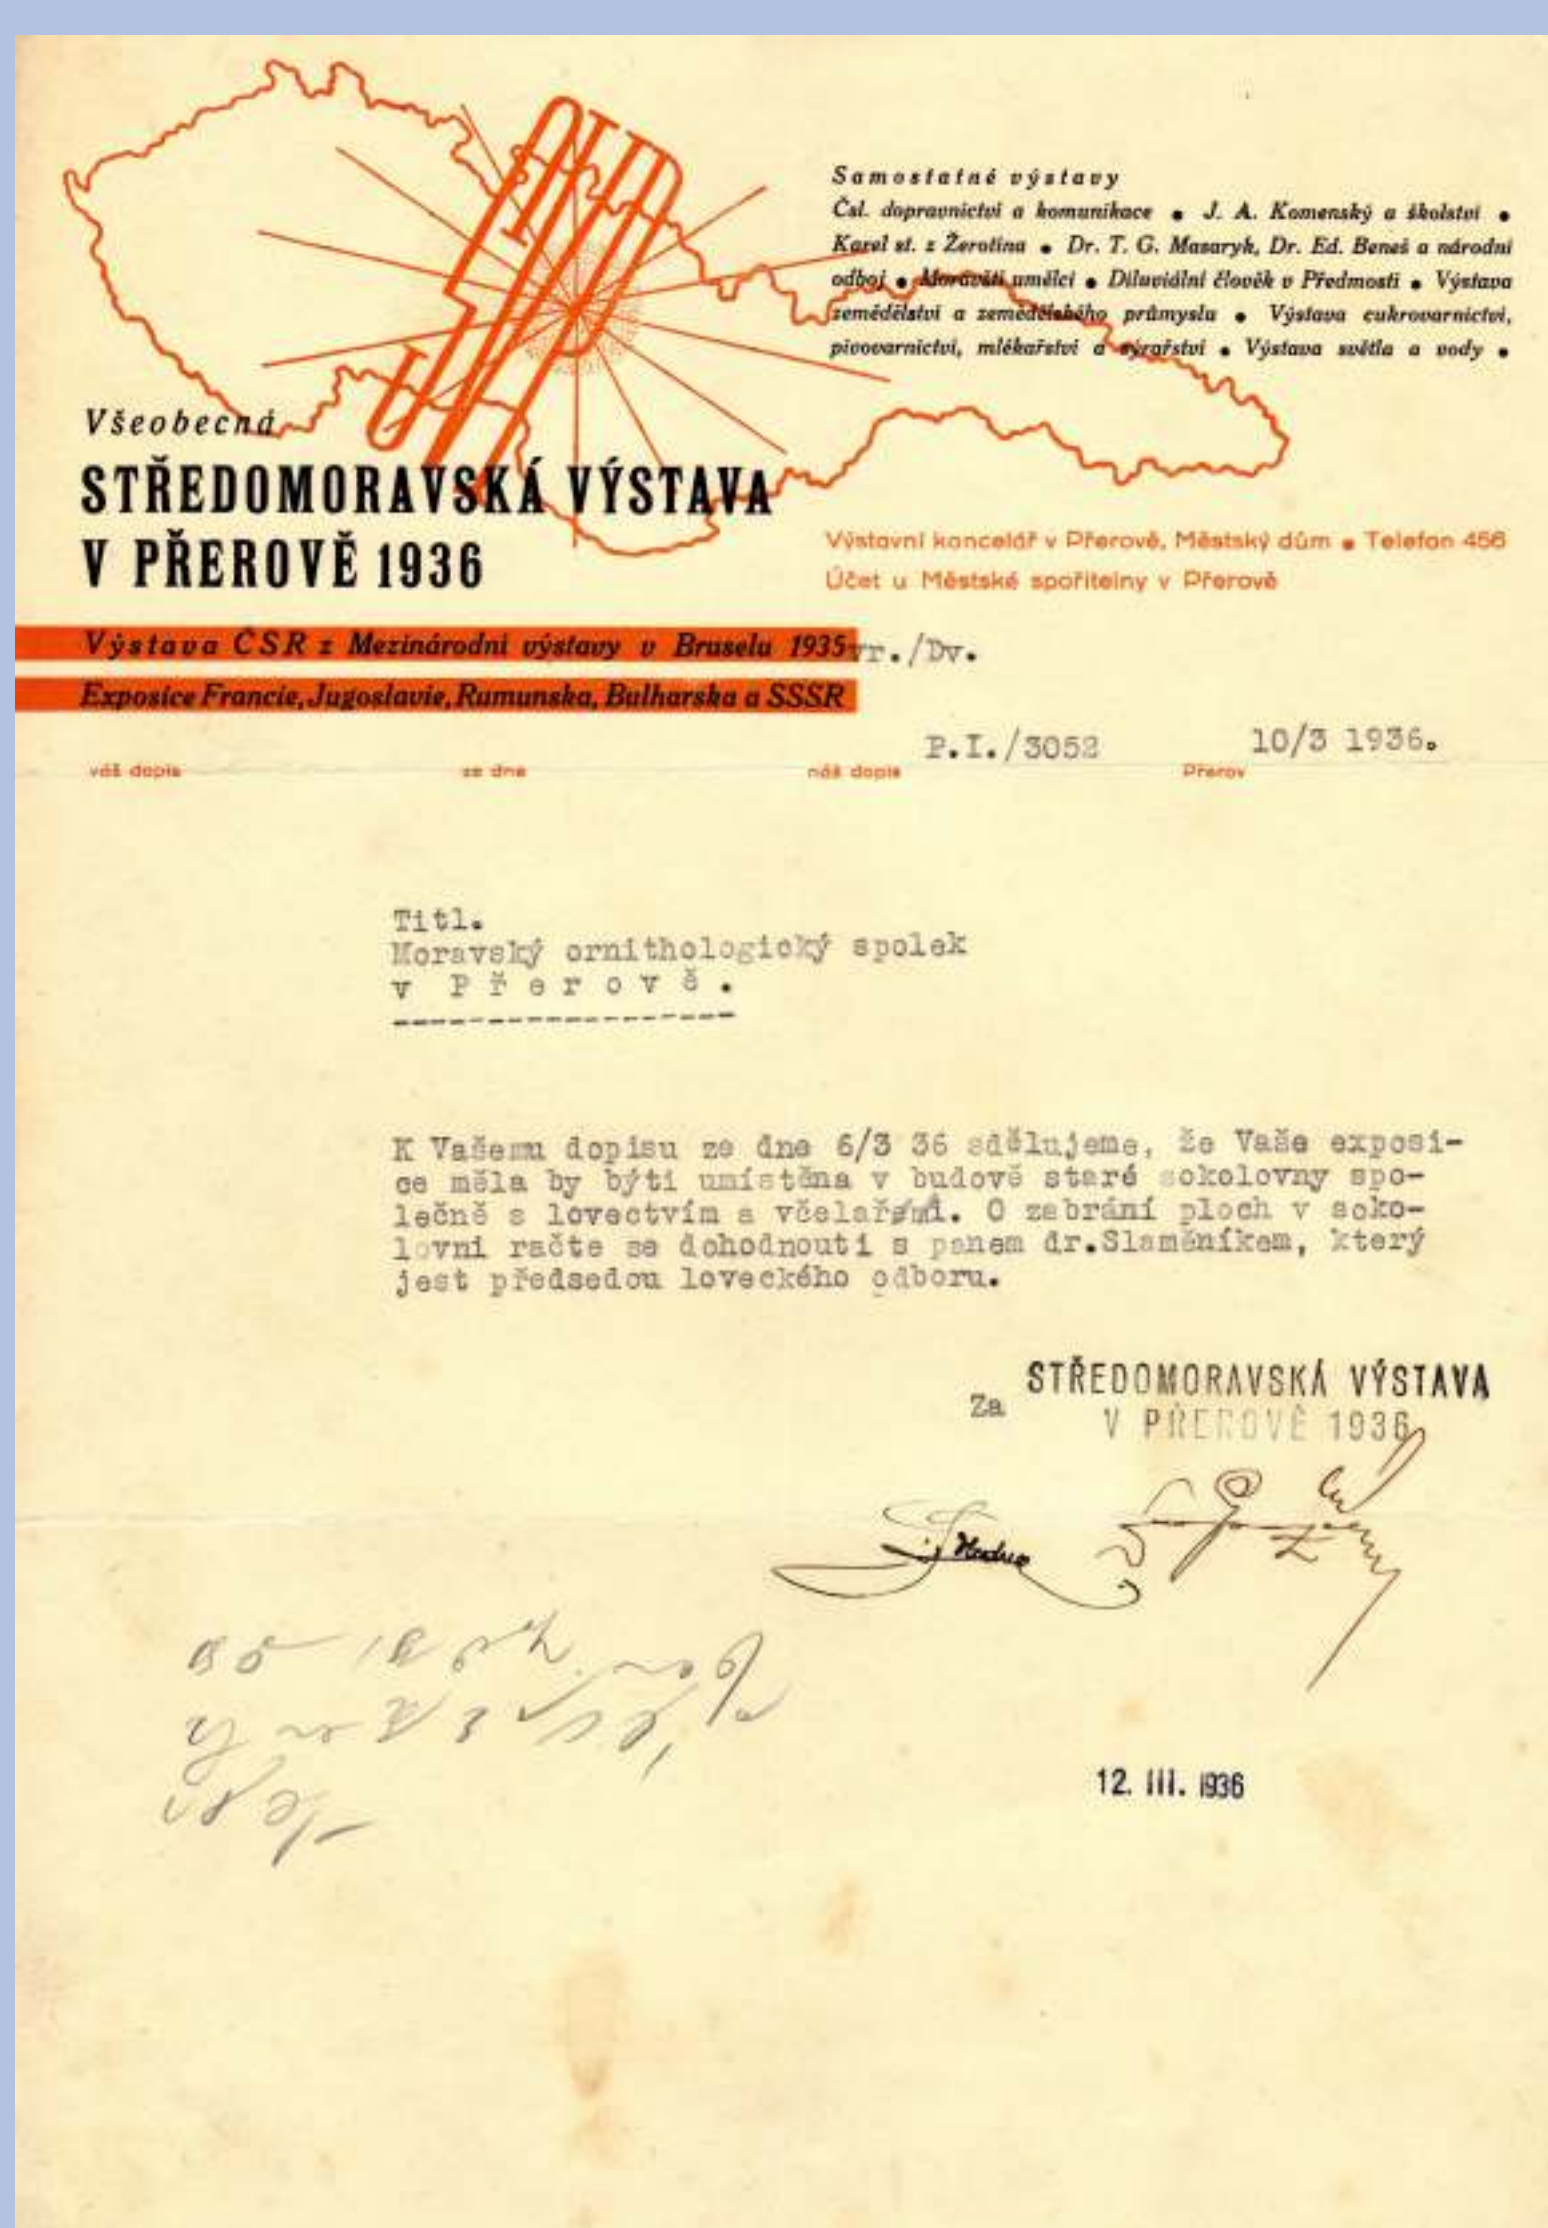 Samostatné výstavy
Čsl. dopravnictví a komunikace • J. A. Komenský a školství •
Karel st. z Žerotína • Dr. T. G. Masaryk, Dr. Ed. Beneš a národní
odboj • Moravští umělci • Diluviální člověk v Předmostí • Výstava
zemědělství a zemědělského průmyslu • Výstava cukrovarnictví,
pivovarnictví, mlékařství a sýrařství • Výstava světla a vody •
Všeobecná
STŘEDOMORAVSKÁ VÝSTAVA
V PŘEROVĚ 1936
Výstavní kancelář v Přerově, Městský dům • Telefon 456
Účet u Městské spořitelny v Přerově
Výstava ČSR z Mezinárodní výstavy v Bruselu 1935
vr./Dv.
Exposice Francie, Jugoslavie, Rumunska, Bulharska a SSSR
váš dopis ze dne náš dopis P.I./3052 Přerov 10/3 1936.
Titl.
Moravský ornithologický spolek
v Přerově.
------------------
K Vašemu dopisu ze dne 6/3 36 sdělujeme, že Vaše exposi-
ce měla by býti umístěna v budově staré sokolovny spo-
lečně s lovectvím a včelaři. O zabrání ploch v soko-
lovni račte se dohodnouti s panem dr.Slaměníkem, který
jest předsedou loveckého odboru.
Za STŘEDOMORAVSKÁ VÝSTAVA
V PŘEROVĚ 1936
12. III. 1936